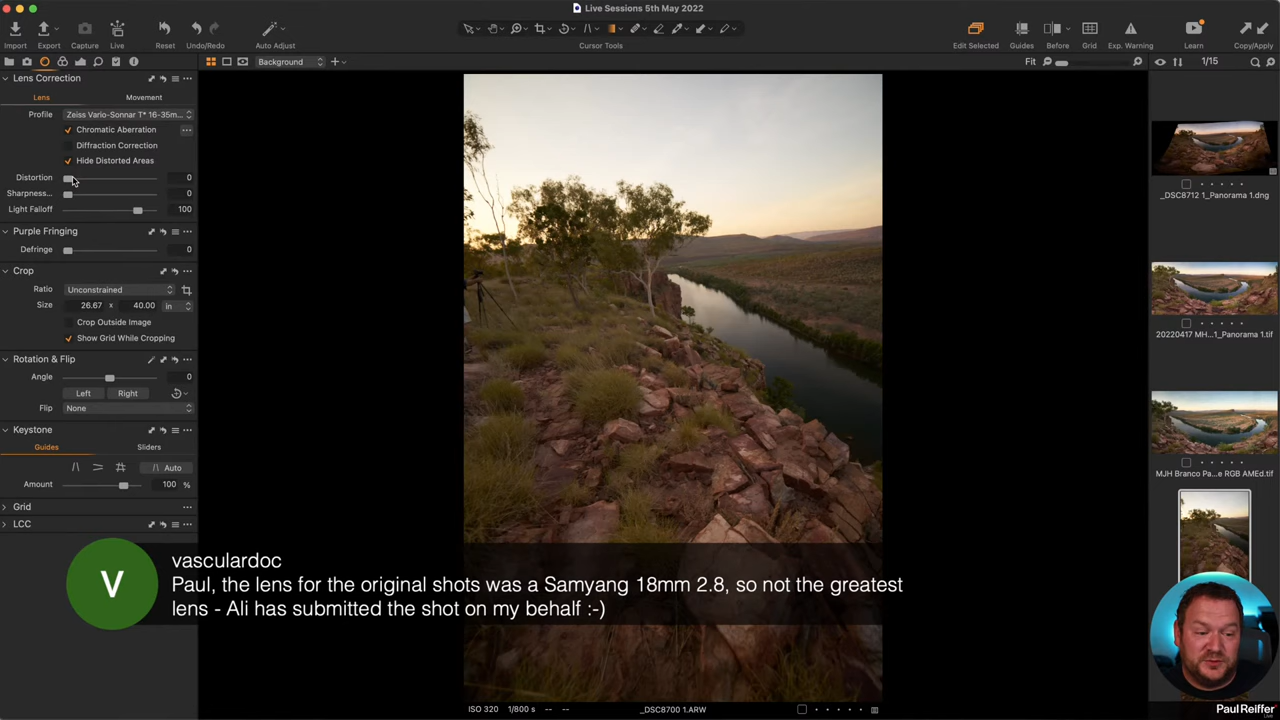 Live Sessions 5th May 2022
Import
Export
Capture
Live
Reset
Undo/Redo
Auto Adjust
Cursor Tools
Edit Selected
Guides
Before
Grid
Exp. Warning
Learn
Copy/Apply
Background
Fit
1/15
Lens Correction
Lens
Movement
Profile
Zeiss Vario-Sonnar T* 16-35m...
Chromatic Aberration
Diffraction Correction
Hide Distorted Areas
Distortion
0
Sharpness...
0
Light Falloff
100
Purple Fringing
Defringe
0
Crop
Ratio
Unconstrained
Size
26.67 x 40.00 in
Crop Outside Image
Show Grid While Cropping
Rotation & Flip
Angle
0
Left
Right
Flip
None
Keystone
Guides
Sliders
Auto
Amount
100 %
Grid
LCC
_DSC8712 1_Panorama 1.dng
20220417 MH...1_Panorama 1.tif
MJH Branco Pa...e RGB AMEd.tif
V
vasculardoc
Paul, the lens for the original shots was a Samyang 18mm 2.8, so not the greatest
lens - Ali has submitted the shot on my behalf :-)
ISO 320
1/800 s
--
--
_DSC8700 1.ARW
Paul Reiffer
Live